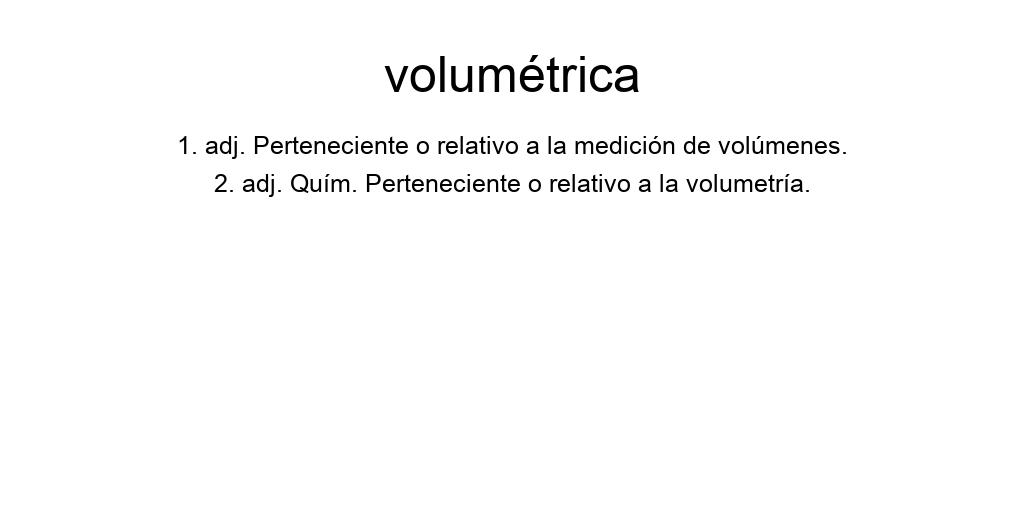 volumétrica
1. adj. Perteneciente o relativo a la medición de volúmenes.
2. adj. Quím. Perteneciente o relativo a la volumetría.